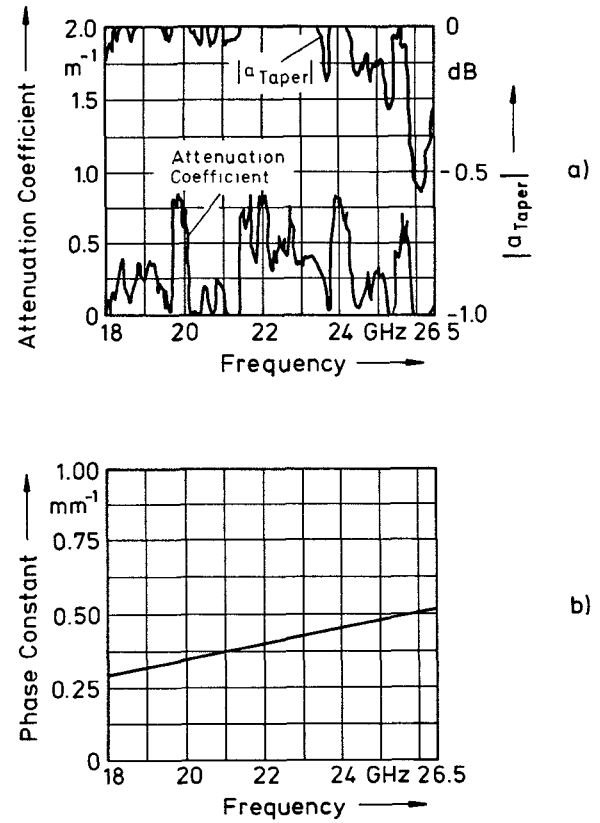 2.0
m⁻¹
1.5
1.0
0.5
0
Attenuation Coefficient
|aTaper|
Attenuation
Coefficient
0
dB
-0.5
-1.0
|aTaper|
a)
18 20 22 24 GHz 26 5
Frequency
1.00
mm⁻¹
0.75
0.50
0.25
0
Phase Constant
b)
18 20 22 24 GHz 26.5
Frequency